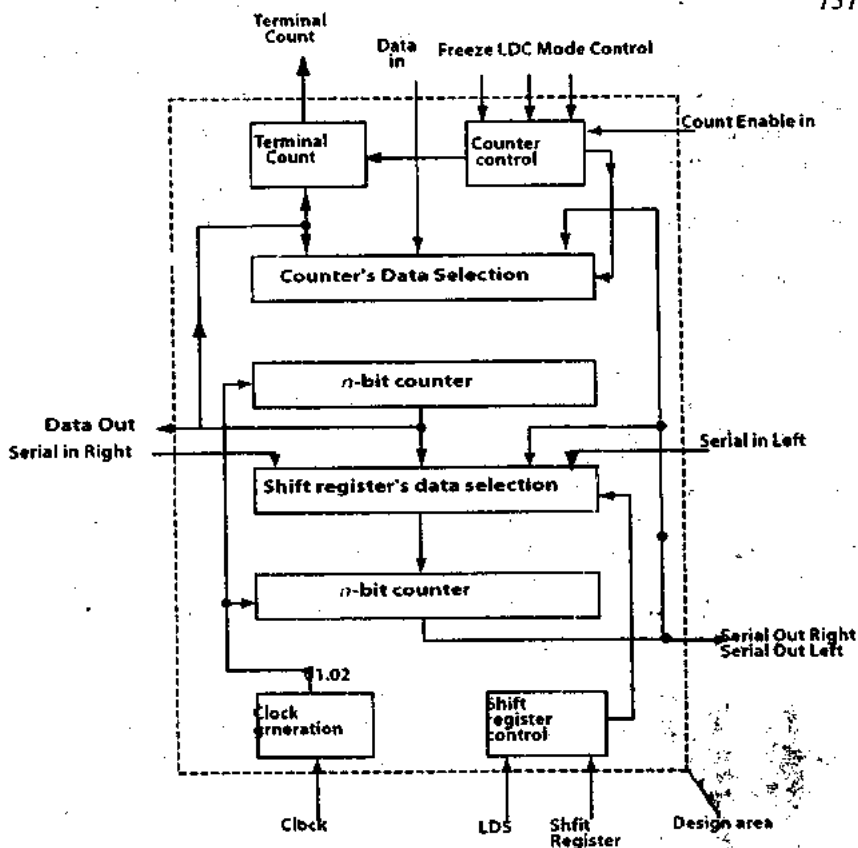 151
Terminal
Count
Data
in
Freeze LDC Mode Control
Terminal
Count
Counter
control
Count Enable in
Counter's Data Selection
n-bit counter
Data Out
Serial in Right
Serial in Left
Shift register's data selection
n-bit counter
Serial Out Right
Serial Out Left
1.02
Clock
grneration
Shift
register
control
Clock
LDS
Shfit
Register
Design area